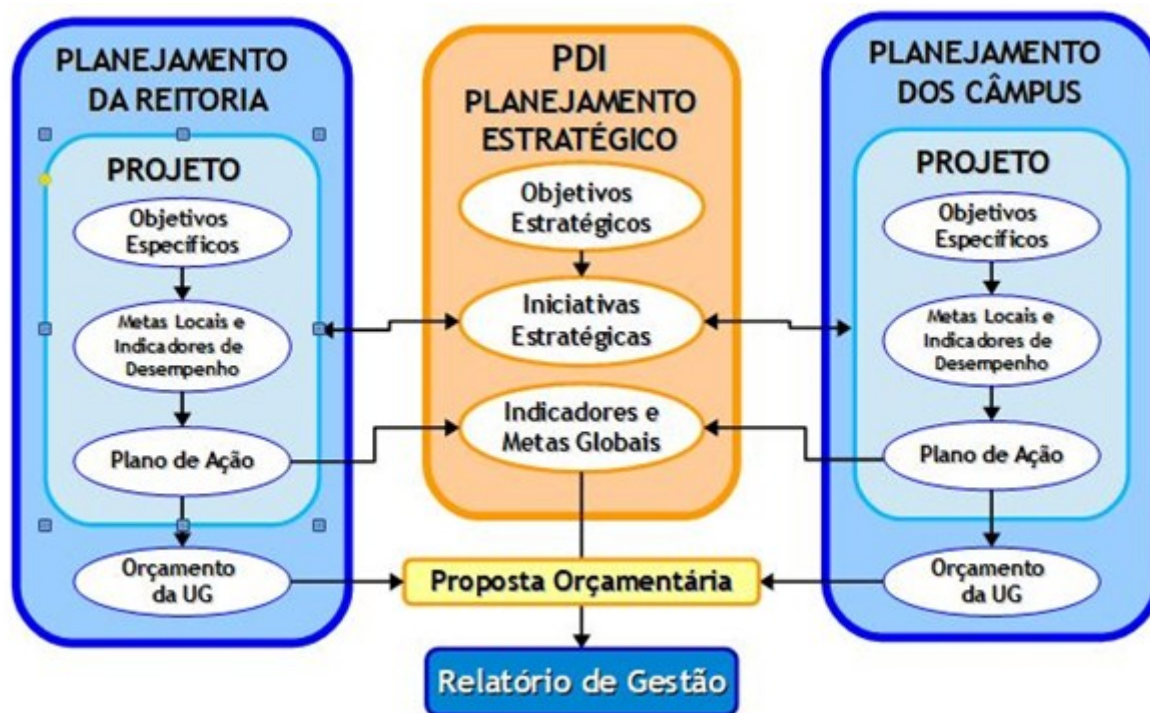 PLANEJAMENTO
DA REITORIA
PROJETO
Objetivos
Específicos
Metas Locais e
Indicadores de
Desempenho
Plano de Ação
Orçamento
da UG
PDI
PLANEJAMENTO
ESTRATÉGICO
Objetivos
Estratégicos
Iniciativas
Estratégicas
Indicadores e
Metas Globais
Proposta Orçamentária
Relatório de Gestão
PLANEJAMENTO
DOS CÂMPUS
PROJETO
Objetivos
Específicos
Metas Locais e
Indicadores de
Desempenho
Plano de Ação
Orçamento
da UG